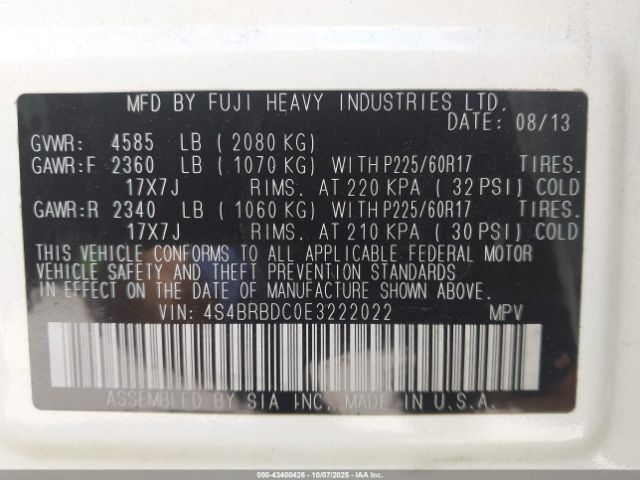 MFD BY FUJI HEAVY INDUSTRIES LTD.
DATE: 08/13
GVWR: 4585 LB ( 2080 KG)
GAWR:F 2360 LB ( 1070 KG) WITH P225/60R17 TIRES.
17X7J RIMS. AT 220 KPA ( 32 PSI) COLD
GAWR:R 2340 LB ( 1060 KG) WITH P225/60R17 TIRES.
17X7J RIMS. AT 210 KPA ( 30 PSI) COLD
THIS VEHICLE CONFORMS TO ALL APPLICABLE FEDERAL MOTOR
VEHICLE SAFETY AND THEFT PREVENTION STANDARDS
IN EFFECT ON THE DATE OF MANUFACTURE SHOWN ABOVE.
VIN: 4S4BRBDC0E3222022 MPV
ASSEMBLED BY SIA INC. MADE IN U.S.A.
000-43400426 - 10/07/2025 - IAA Inc.